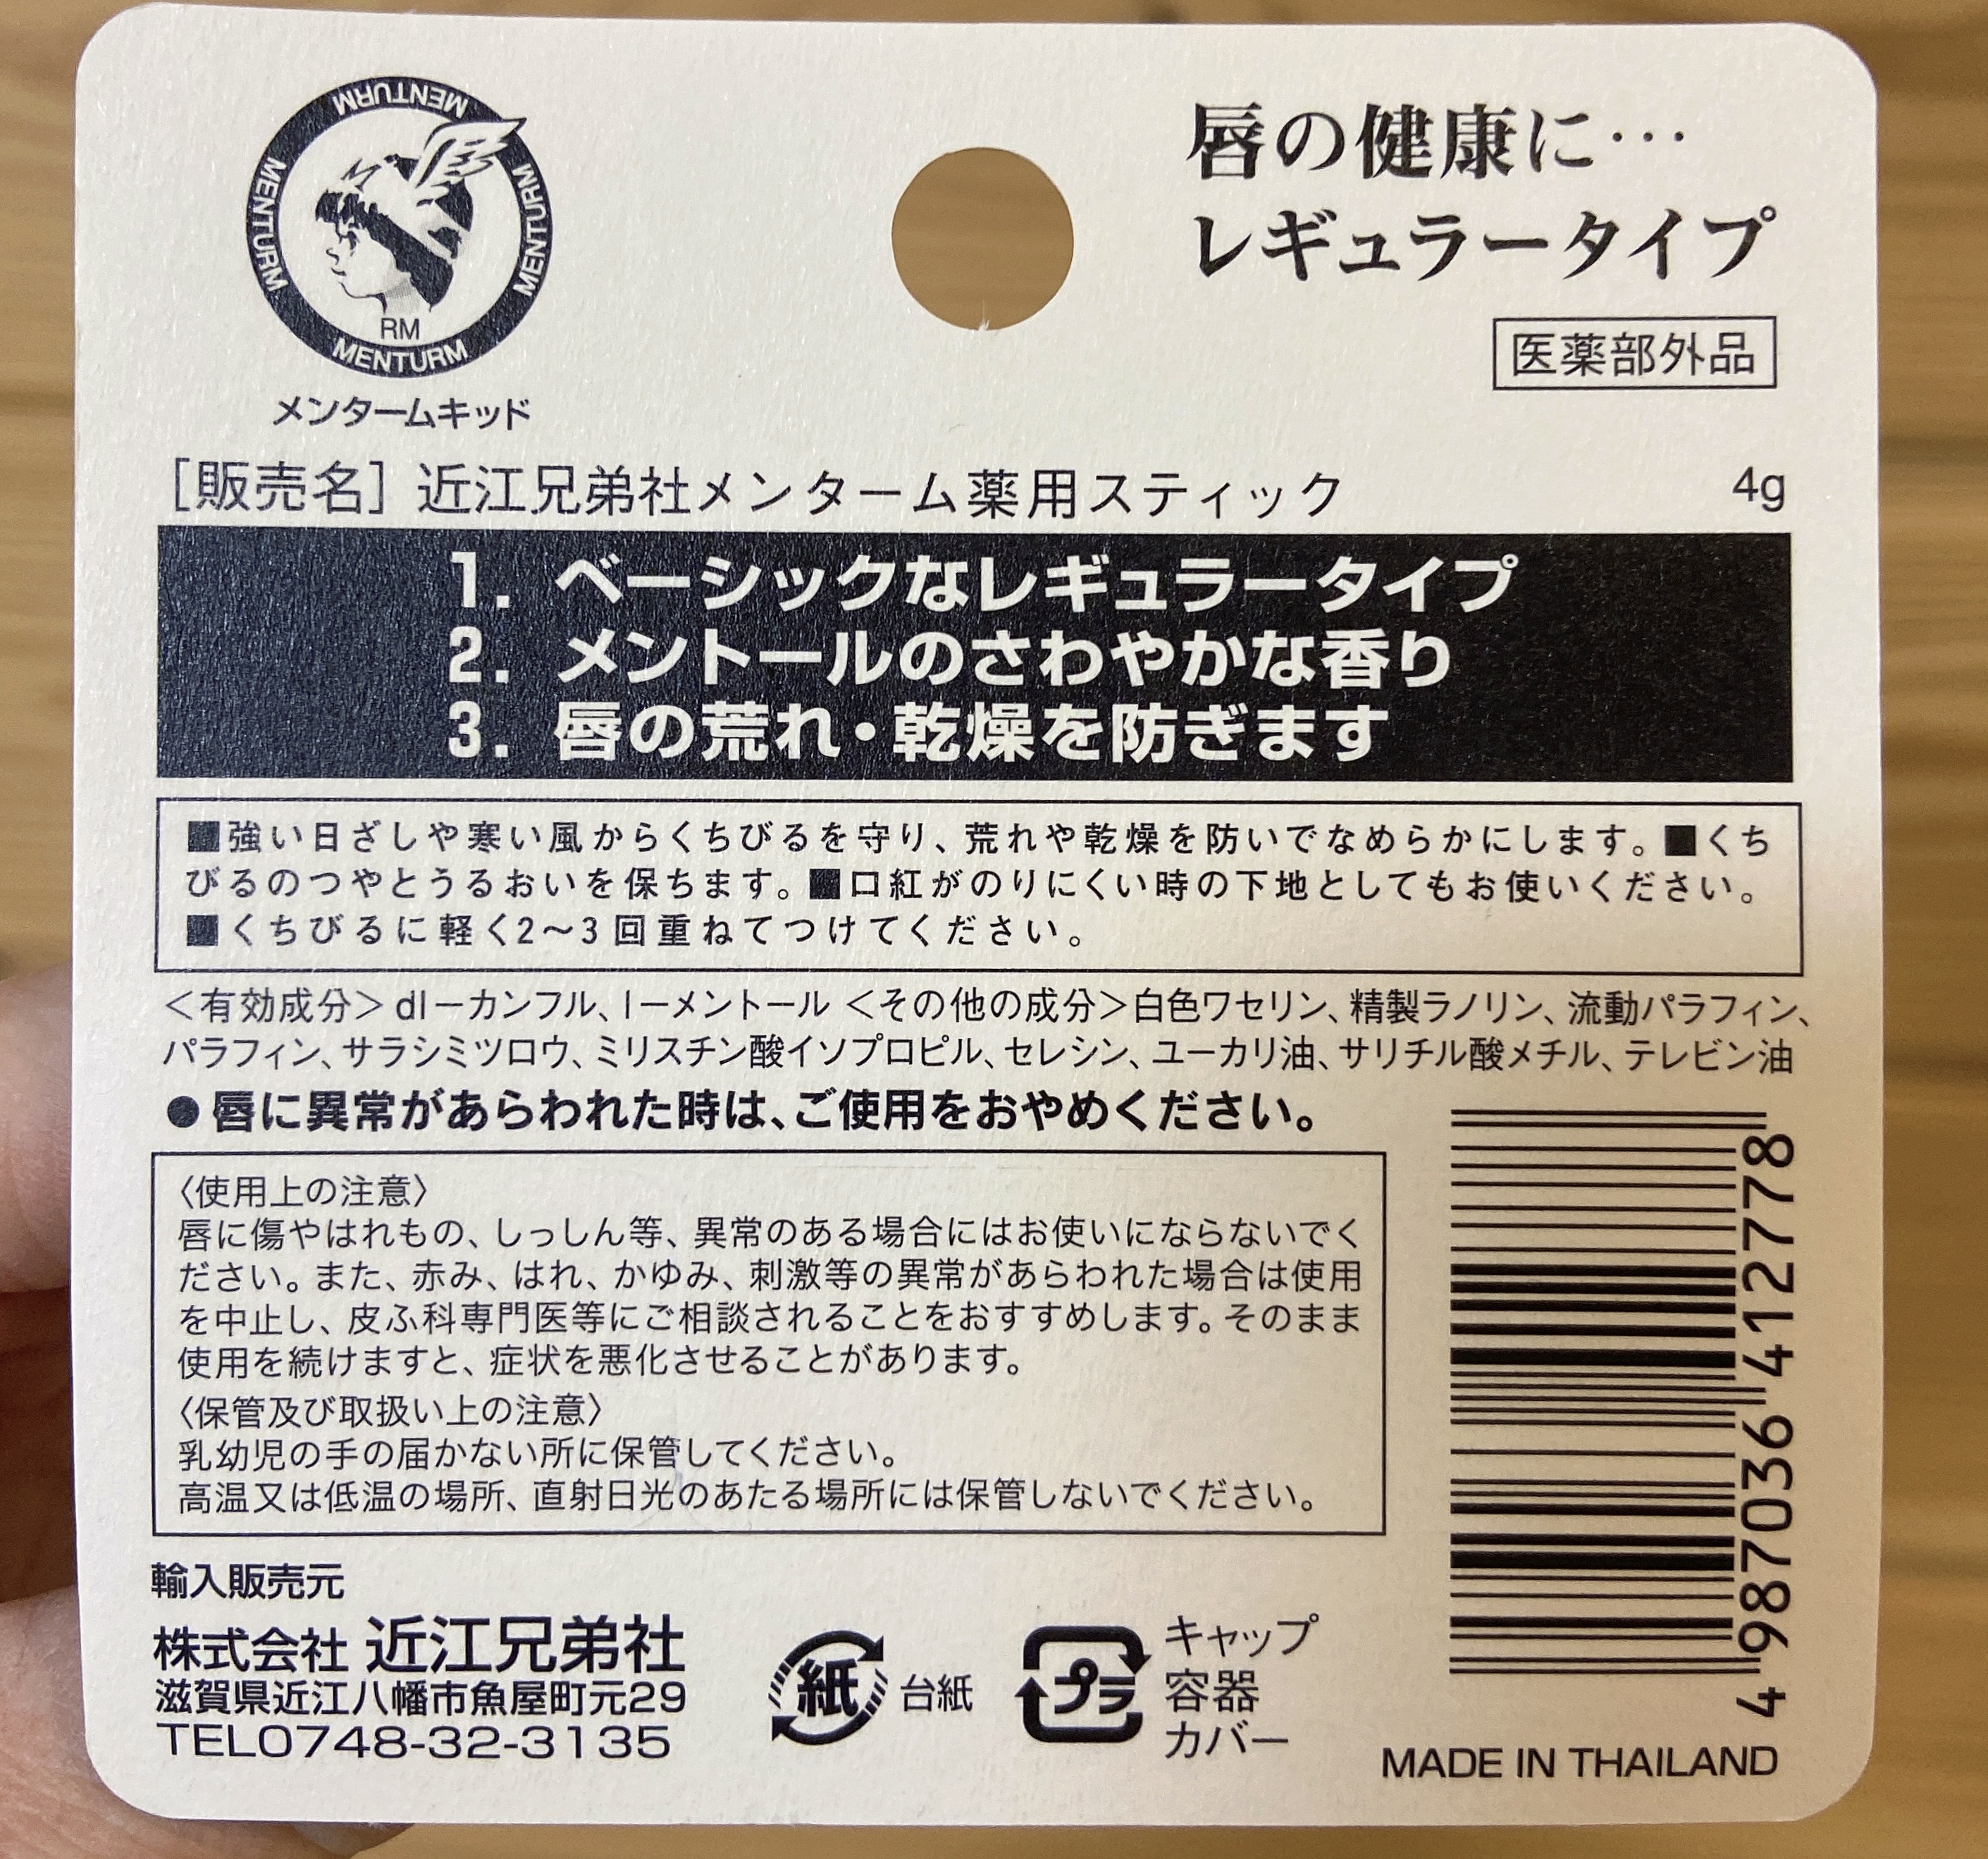 MENTURM
MENTURM
MENTURM
RM
MENTURM
メンタームキッド
唇の健康に…
レギュラータイプ
医薬部外品
［販売名］近江兄弟社メンターム薬用スティック 4g
1. ベーシックなレギュラータイプ
2. メントールのさわやかな香り
3. 唇の荒れ・乾燥を防ぎます
■強い日ざしや寒い風からくちびるを守り、荒れや乾燥を防いでなめらかにします。■くち
びるのつやとうるおいを保ちます。■口紅がのりにくい時の下地としてもお使いください。
■くちびるに軽く2〜3回重ねてつけてください。
＜有効成分＞dl－カンフル、l－メントール＜その他の成分＞白色ワセリン、精製ラノリン、流動パラフィン、
パラフィン、サラシミツロウ、ミリスチン酸イソプロピル、セレシン、ユーカリ油、サリチル酸メチル、テレビン油
●唇に異常があらわれた時は、ご使用をおやめください。
〈使用上の注意〉
唇に傷やはれもの、しっしん等、異常のある場合にはお使いにならないでく
ださい。また、赤み、はれ、かゆみ、刺激等の異常があらわれた場合は使用
を中止し、皮ふ科専門医等にご相談されることをおすすめします。そのまま
使用を続けますと、症状を悪化させることがあります。
〈保管及び取扱い上の注意〉
乳幼児の手の届かない所に保管してください。
高温又は低温の場所、直射日光のあたる場所には保管しないでください。
輸入販売元
株式会社 近江兄弟社
滋賀県近江八幡市魚屋町元29
TEL0748-32-3135
紙 台紙
プラ キャップ
容器
カバー
4 987036 412778
MADE IN THAILAND